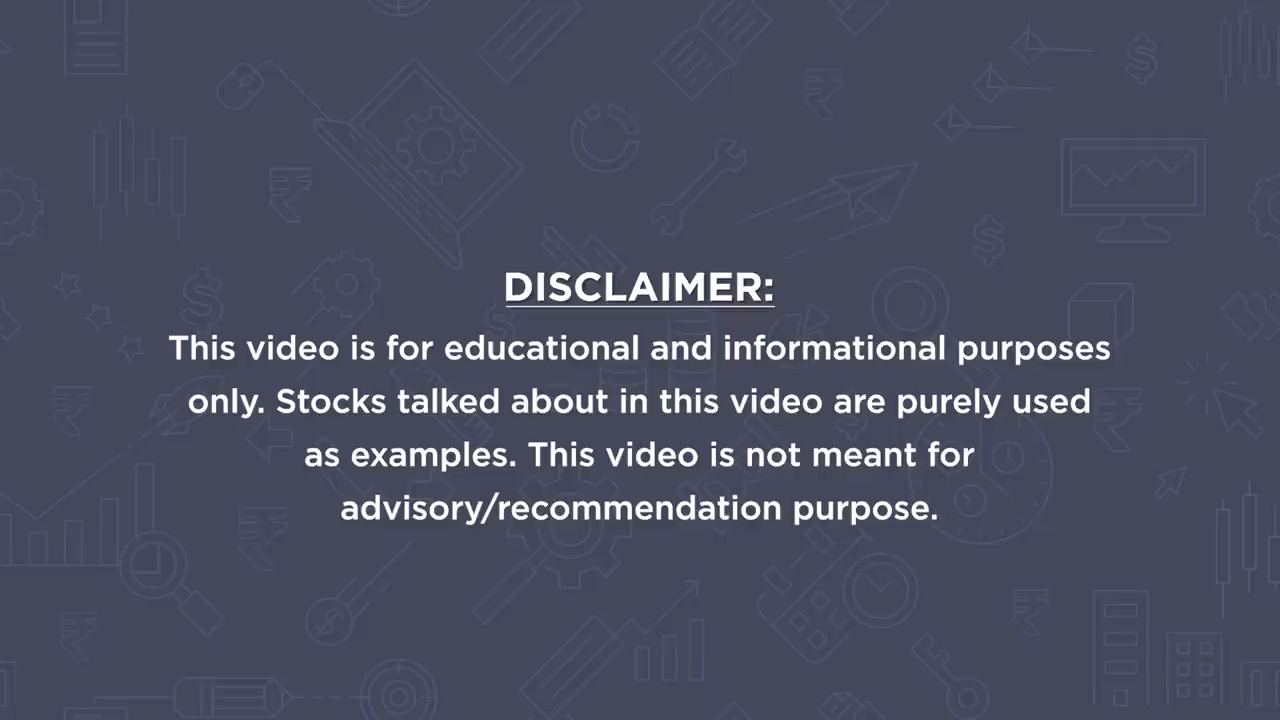 DISCLAIMER:
This video is for educational and informational purposes
only. Stocks talked about in this video are purely used
as examples. This video is not meant for
advisory/recommendation purpose.